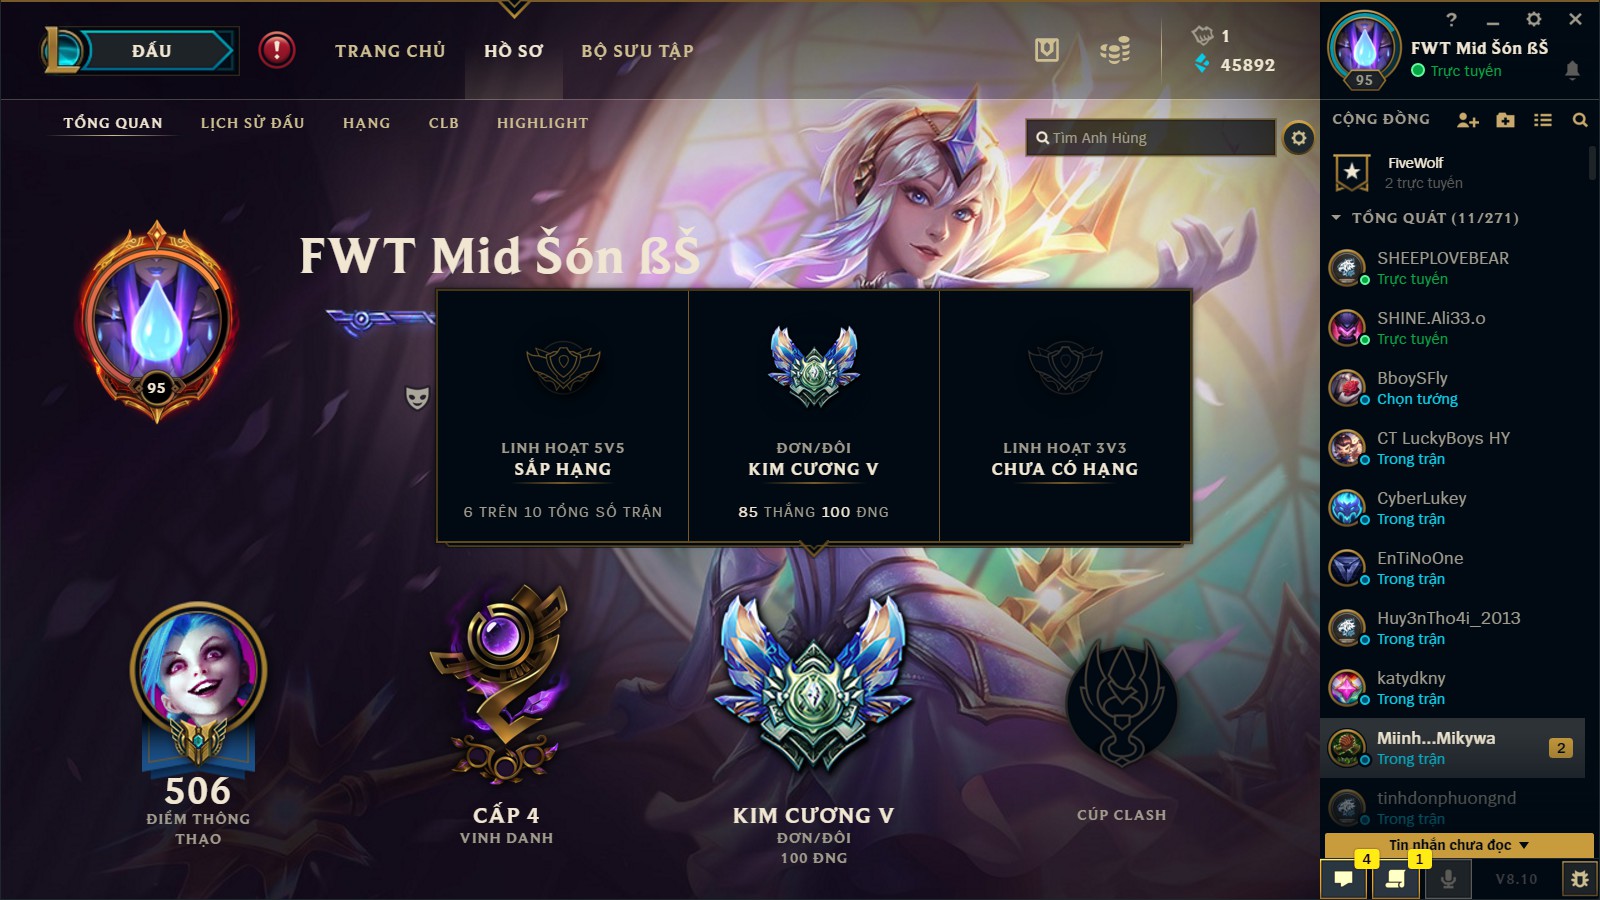 ĐẤU
TRANG CHỦ
HỒ SƠ
BỘ SƯU TẬP
1
45892
TỔNG QUAN
LỊCH SỬ ĐẤU
HẠNG
CLB
HIGHLIGHT
Tìm Anh Hùng
FWT Mid Šón ßŠ
95
LINH HOẠT 5V5
SẮP HẠNG
6 TRÊN 10 TỔNG SỐ TRẬN
ĐƠN/ĐÔI
KIM CƯƠNG V
85 THẮNG 100 ĐNG
LINH HOẠT 3V3
CHƯA CÓ HẠNG
506
ĐIỂM THÔNG
THẠO
CẤP 4
VINH DANH
KIM CƯƠNG V
ĐƠN/ĐÔI
100 ĐNG
CÚP CLASH
FWT Mid Šón ßŠ
Trực tuyến
95
CỘNG ĐỒNG
FiveWolf
2 trực tuyến
TỔNG QUÁT (11/271)
SHEEPLOVEBEAR
Trực tuyến
SHINE.Ali33.o
Trực tuyến
BboySFly
Chọn tướng
CT LuckyBoys HY
Trong trận
CyberLukey
Trong trận
EnTiNoOne
Trong trận
Huy3nTho4i_2013
Trong trận
katydkny
Trong trận
Miinh...Mikywa
2
Trong trận
tinhdonphuongnd
Trong trận
Tin nhắn chưa đọc
4
1
V8.10